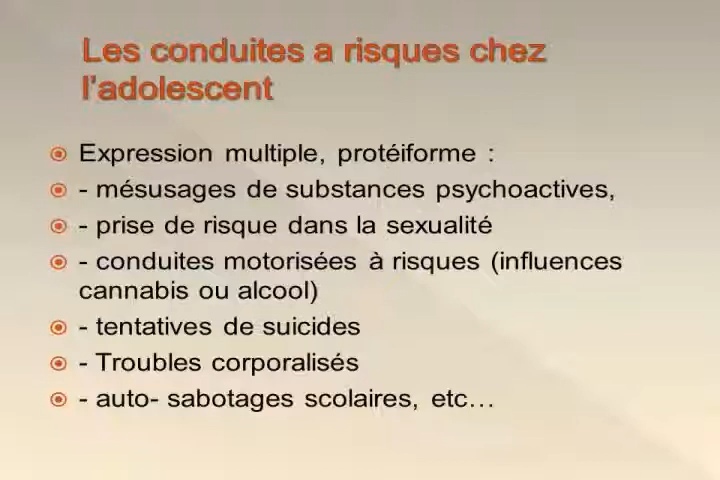 Les conduites a risques chez
l'adolescent
Expression multiple, protéiforme :
- mésusages de substances psychoactives,
- prise de risque dans la sexualité
- conduites motorisées à risques (influences
cannabis ou alcool)
- tentatives de suicides
- Troubles corporalisés
- auto- sabotages scolaires, etc…